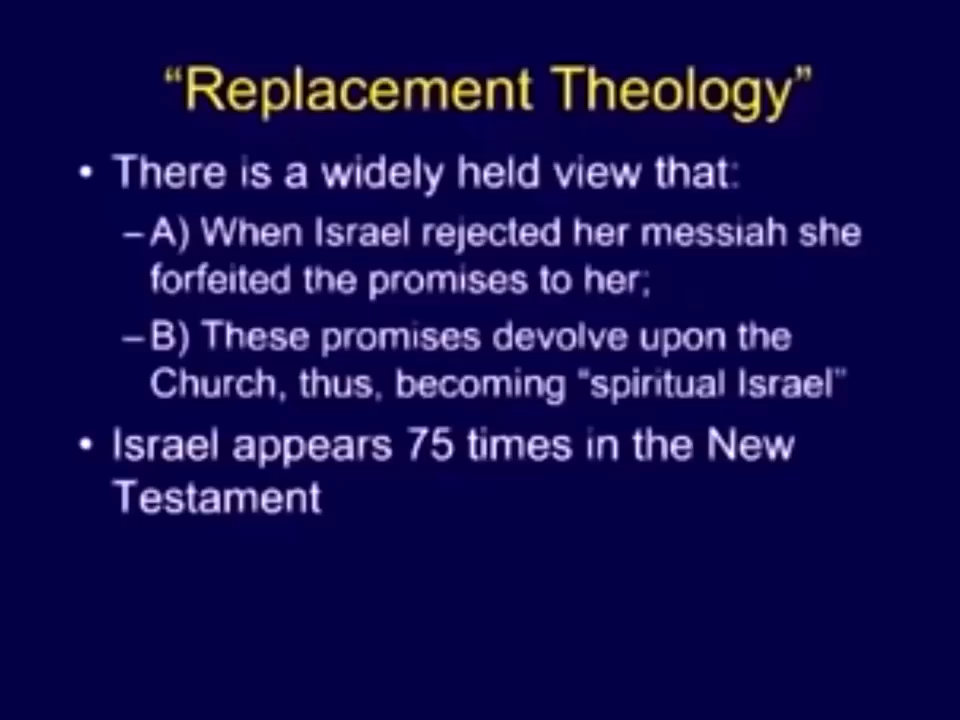 “Replacement Theology”
• There is a widely held view that:
– A) When Israel rejected her messiah she
forfeited the promises to her;
– B) These promises devolve upon the
Church, thus, becoming “spiritual Israel”
• Israel appears 75 times in the New
Testament